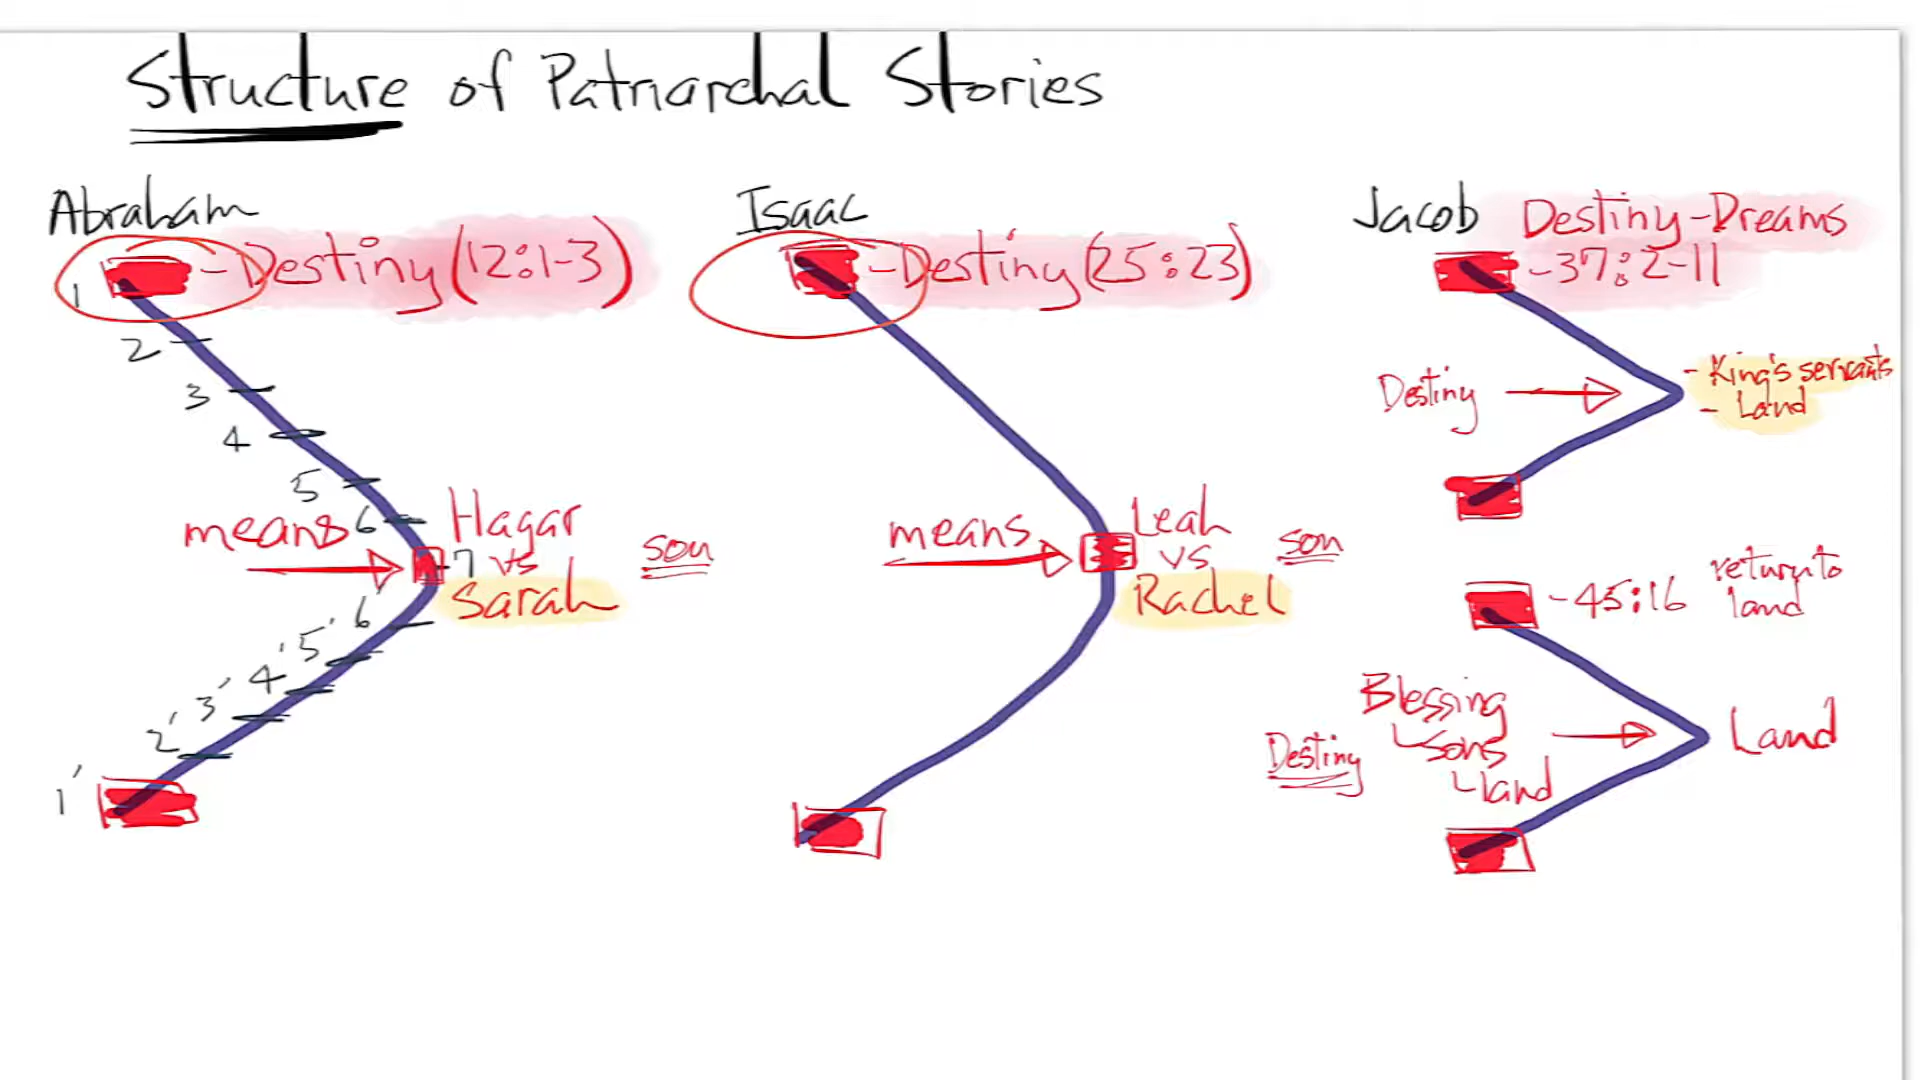 Structure of Patriarchal Stories
Abraham
1
- Destiny (12:1-3)
2
3
4
5
6
means
7
Hagar
vs
Sarah
son
6'
5'
4'
3'
2'
1'
Isaac
- Destiny (25:23)
means
Leah
vs
Rachel
son
Jacob
Destiny - Dreams
- 37:2-11
Destiny
- King's servants
- Land
- 45:16
return to
land
Destiny
Blessing
sons
land
Land